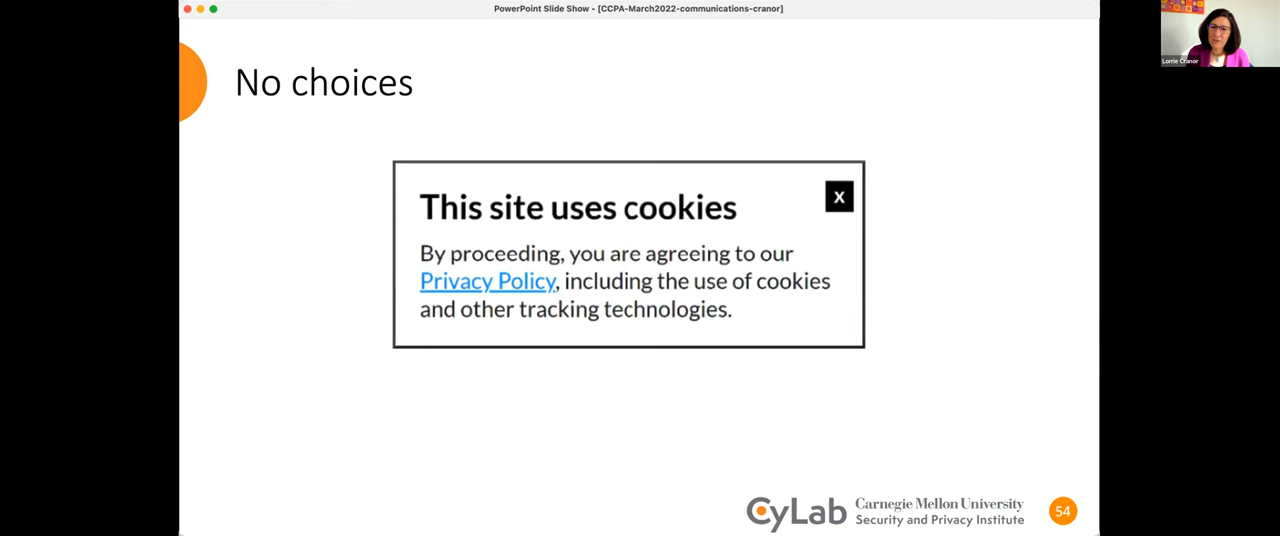 PowerPoint Slide Show - [CCPA-March2022-communications-cranor]
Lorrie Cranor
No choices
This site uses cookies
X
By proceeding, you are agreeing to our
Privacy Policy, including the use of cookies
and other tracking technologies.
CyLab
Carnegie Mellon University
Security and Privacy Institute
54